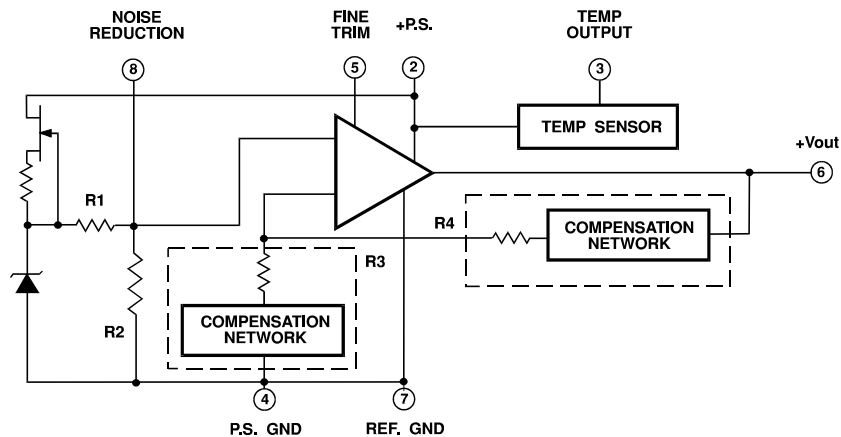 NOISE
REDUCTION
FINE
TRIM
+P.S.
TEMP
OUTPUT
8
5
2
3
TEMP SENSOR
+Vout
6
R1
R4
COMPENSATION
NETWORK
R3
R2
COMPENSATION
NETWORK
4
7
P.S. GND
REF. GND